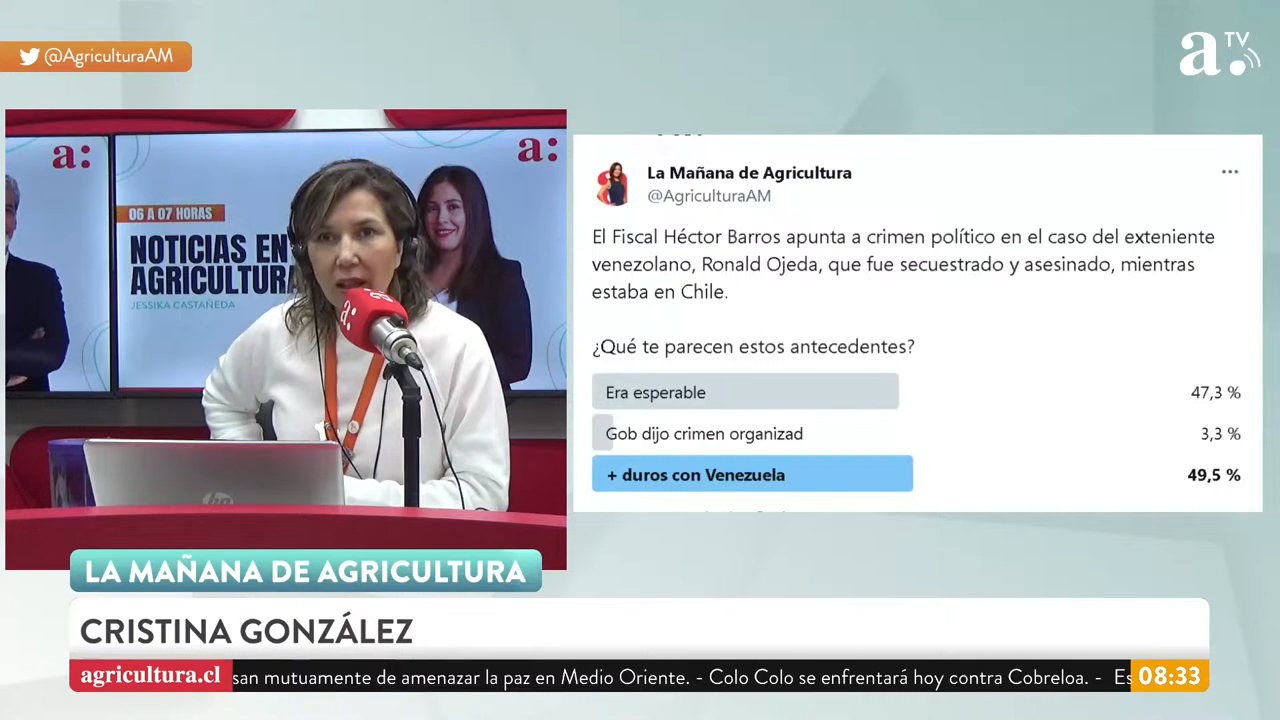 @AgriculturaAM
a: TV
a:
a:
06 A 07 HORAS
NOTICIAS EN
AGRICULTURA
JESSIKA CASTAÑEDA
a:
hp
La Mañana de Agricultura
@AgriculturaAM
El Fiscal Héctor Barros apunta a crimen político en el caso del exteniente
venezolano, Ronald Ojeda, que fue secuestrado y asesinado, mientras
estaba en Chile.
¿Qué te parecen estos antecedentes?
Era esperable 47,3 %
Gob dijo crimen organizad 3,3 %
+ duros con Venezuela 49,5 %
LA MAÑANA DE AGRICULTURA
CRISTINA GONZÁLEZ
agricultura.cl san mutuamente de amenazar la paz en Medio Oriente. - Colo Colo se enfrentará hoy contra Cobreloa. - Es 08:33